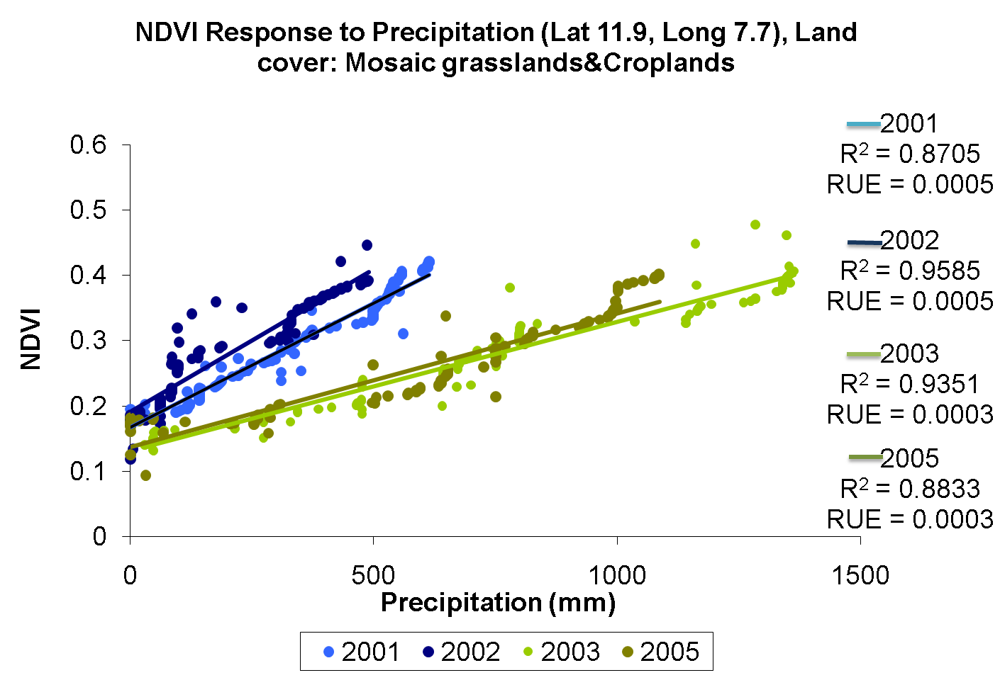 NDVI Response to Precipitation (Lat 11.9, Long 7.7), Land
cover: Mosaic grasslands&Croplands
2001
R² = 0.8705
RUE = 0.0005
2002
R² = 0.9585
RUE = 0.0005
2003
R² = 0.9351
RUE = 0.0003
2005
R² = 0.8833
RUE = 0.0003
NDVI
0.6
0.5
0.4
0.3
0.2
0.1
0
0 500 1000 1500
Precipitation (mm)
2001 2002 2003 2005